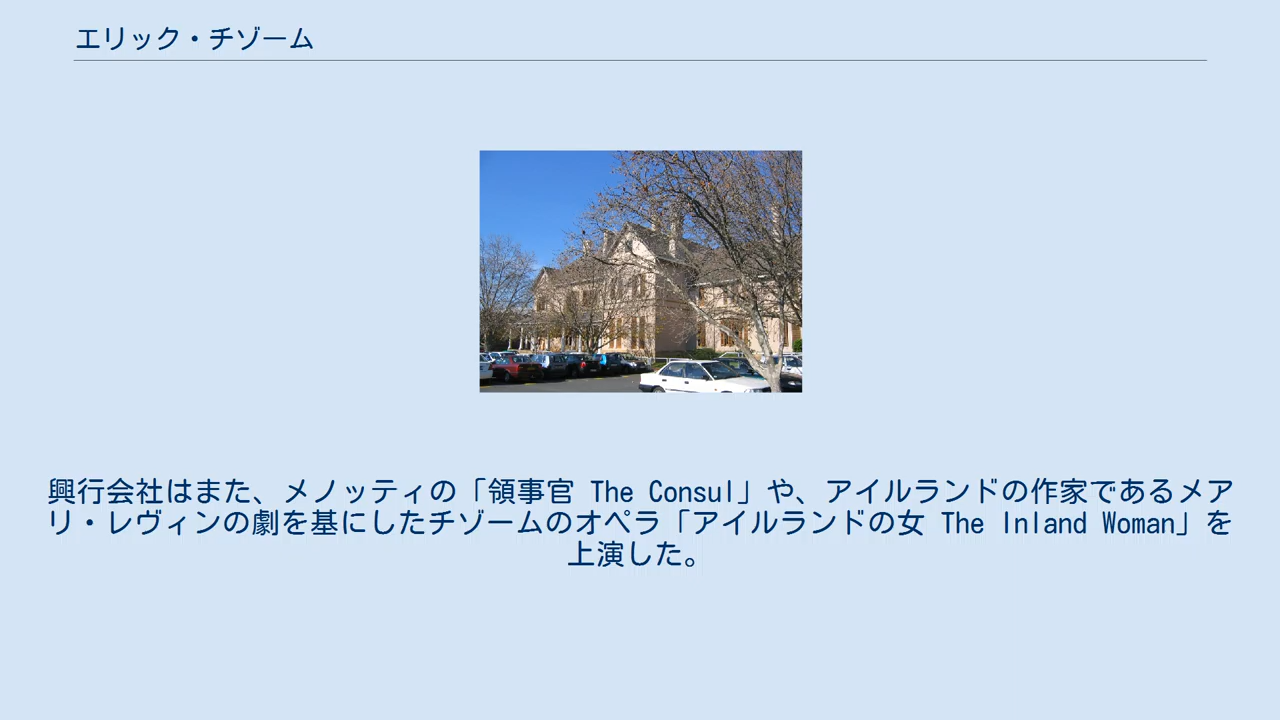 エリック・チゾーム
興行会社はまた、メノッティの「領事官 The Consul」や、アイルランドの作家であるメア
リ・レヴィンの劇を基にしたチゾームのオペラ「アイルランドの女 The Inland Woman」を
上演した。